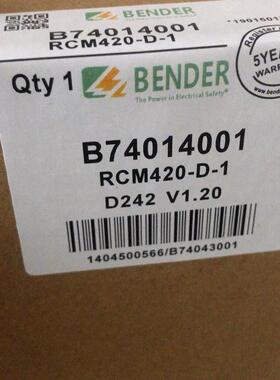 B74014001
RCM420-D-1
Qty 1
BENDER
The Power in Electrical Safety®
5YEA
WARR
B74014001
RCM420-D-1
D242 V1.20
1404500566/B74043001